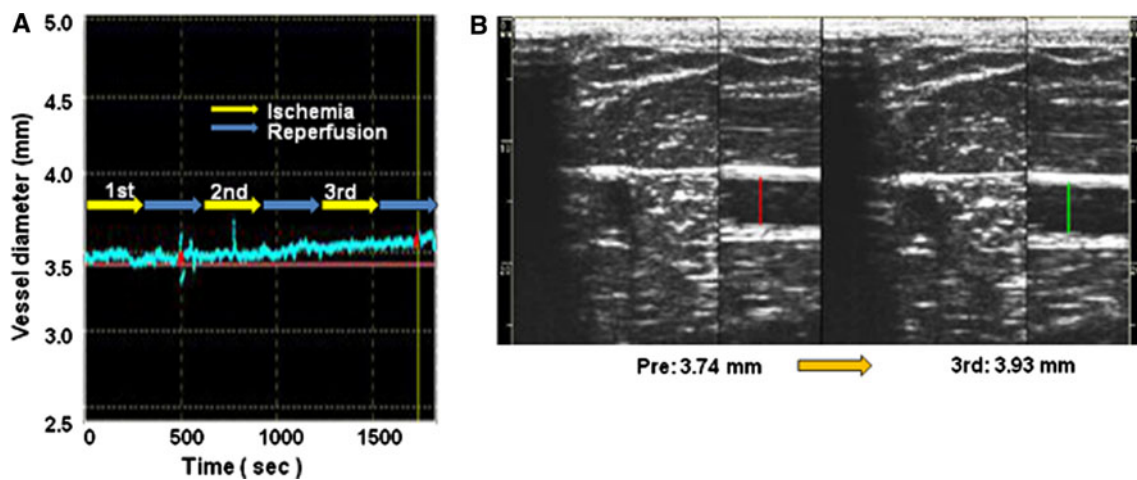 A
5.0
4.5
4.0
3.5
3.0
2.5
Vessel diameter (mm)
Ischemia
Reperfusion
1st
2nd
3rd
0
500
1000
1500
Time ( sec )
B
Pre: 3.74 mm
3rd: 3.93 mm